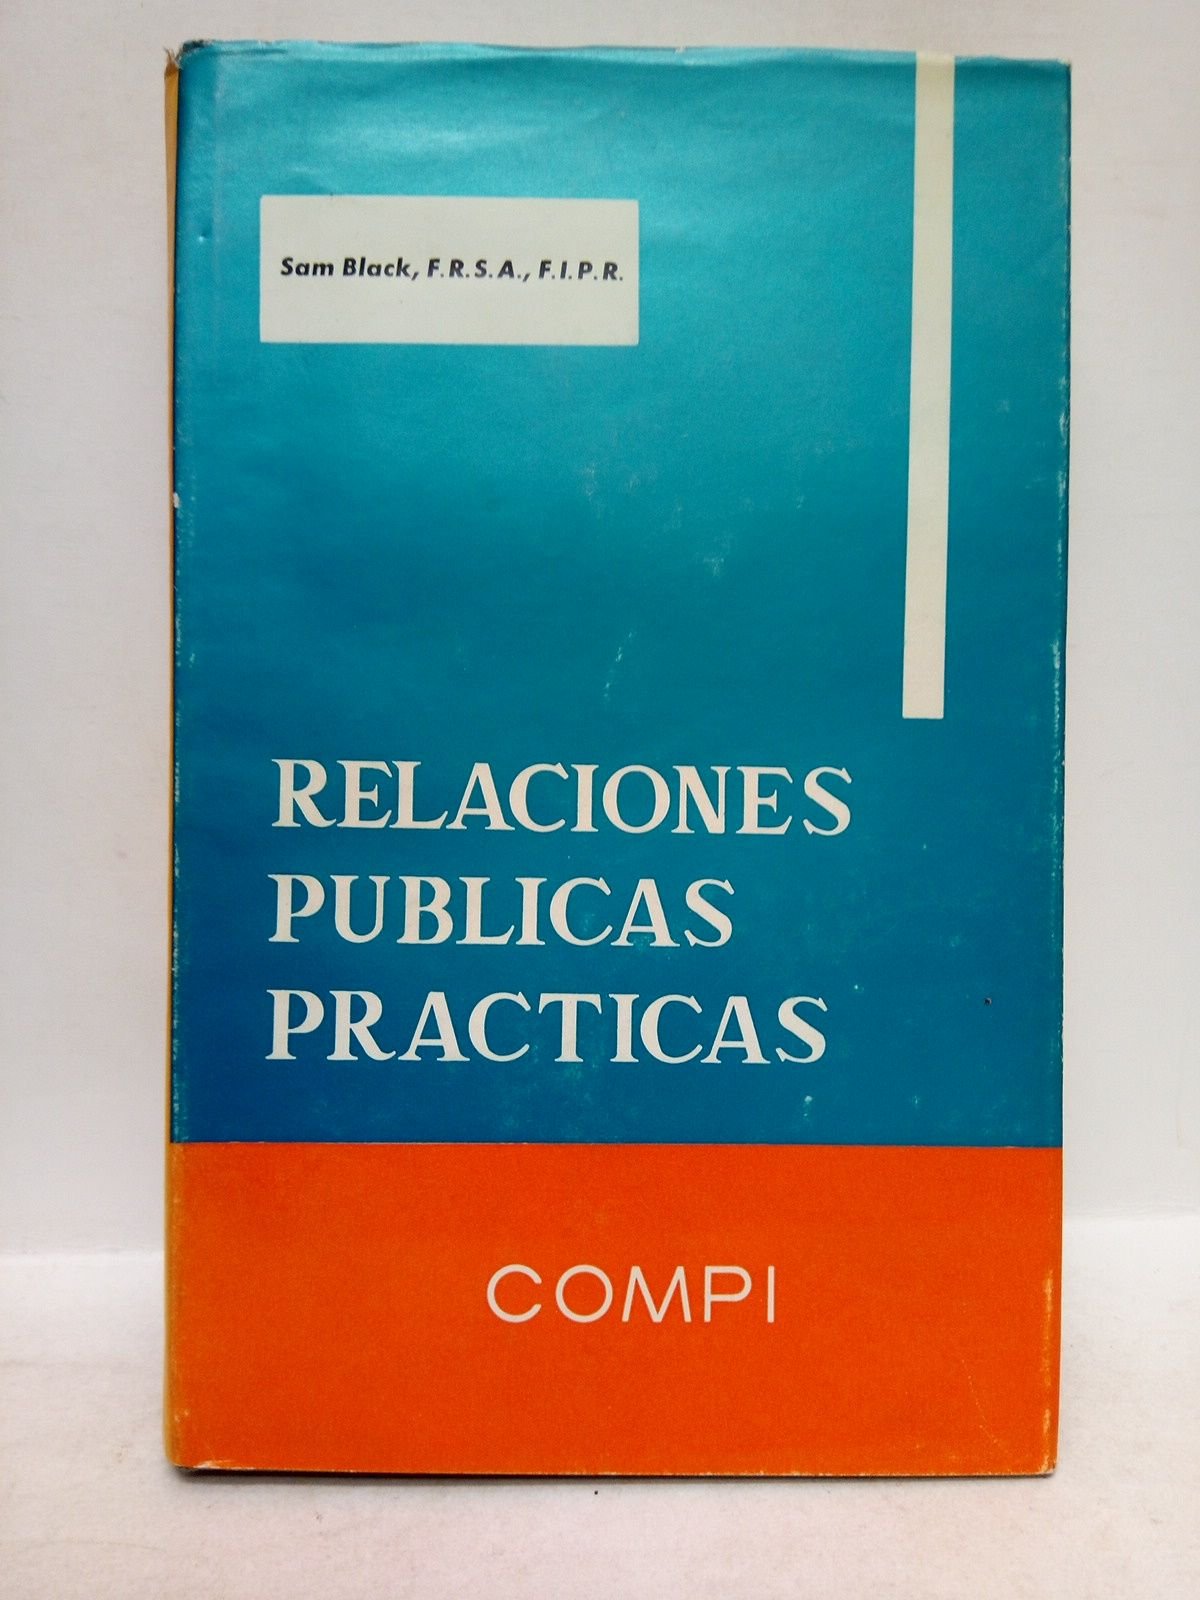 Sam Black, F.R.S.A., F.I.P.R.
RELACIONES
PUBLICAS
PRACTICAS
COMPI